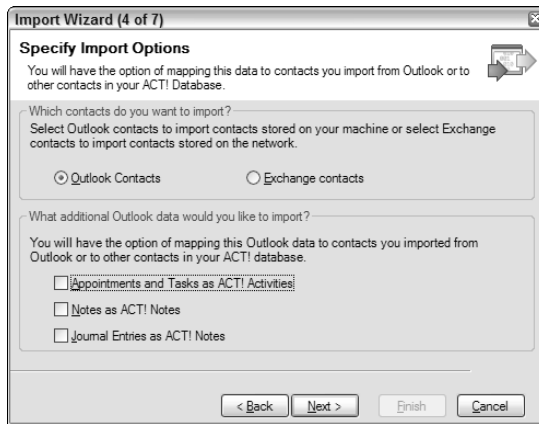 Import Wizard (4 of 7)
Specify Import Options
You will have the option of mapping this data to contacts you import from Outlook or to
other contacts in your ACT! Database.
Which contacts do you want to import?
Select Outlook contacts to import contacts stored on your machine or select Exchange
contacts to import contacts stored on the network.
Outlook Contacts
Exchange contacts
What additional Outlook data would you like to import?
You will have the option of mapping this Outlook data to contacts you imported from
Outlook or to other contacts in your ACT! database.
Appointments and Tasks as ACT! Activities
Notes as ACT! Notes
Journal Entries as ACT! Notes
< Back
Next >
Finish
Cancel